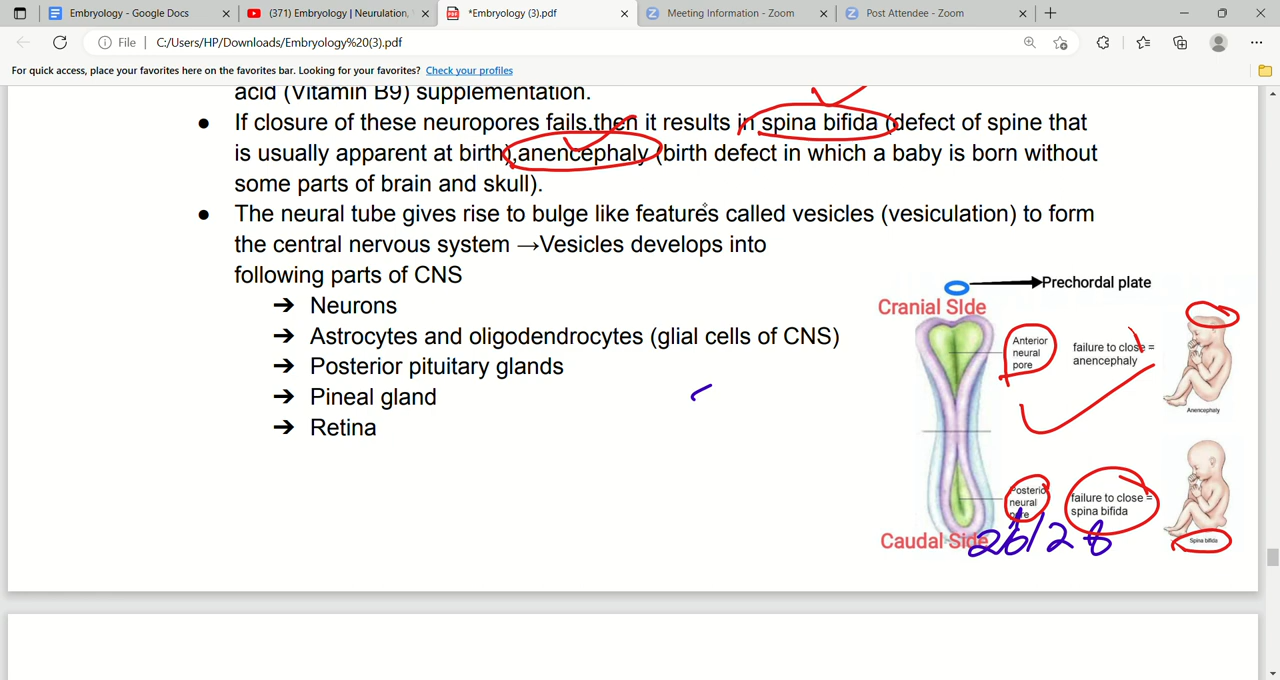 Embryology - Google Docs
(371) Embryology | Neurulation,
*Embryology (3).pdf
Meeting Information - Zoom
Post Attendee - Zoom
File
C:/Users/HP/Downloads/Embryology%20(3).pdf
For quick access, place your favorites here on the favorites bar. Looking for your favorites? Check your profiles
acid (Vitamin B9) supplementation.
● If closure of these neuropores fails,then it results in spina bifida (defect of spine that
is usually apparent at birth),anencephaly (birth defect in which a baby is born without
some parts of brain and skull).
● The neural tube gives rise to bulge like features called vesicles (vesiculation) to form
the central nervous system →Vesicles develops into
following parts of CNS
➔ Neurons
➔ Astrocytes and oligodendrocytes (glial cells of CNS)
➔ Posterior pituitary glands
➔ Pineal gland
➔ Retina
Prechordal plate
Cranial SIde
Anterior
neural
pore
failure to close =
anencephaly
Anencephaly
Posterior
neural
pore
failure to close =
spina bifida
Caudal Side
26/28
Spina bifida